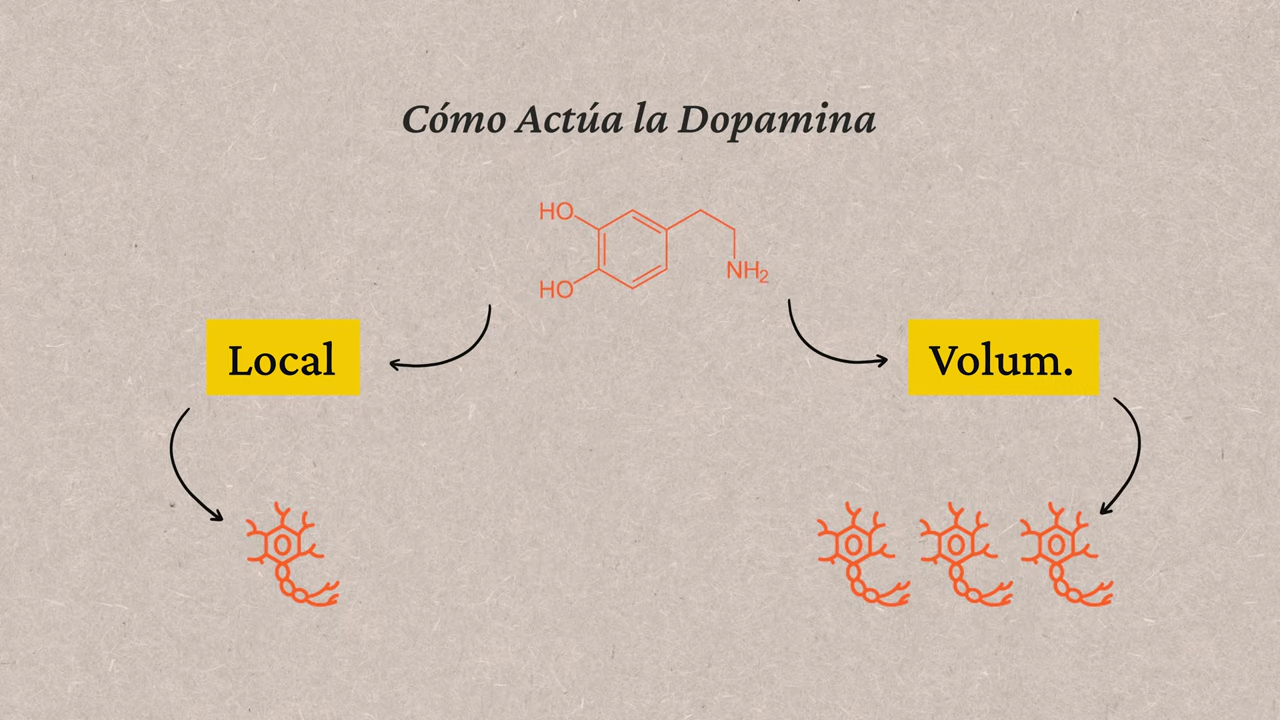 Cómo Actúa la Dopamina
HO
HO
NH₂
Local
Volum.